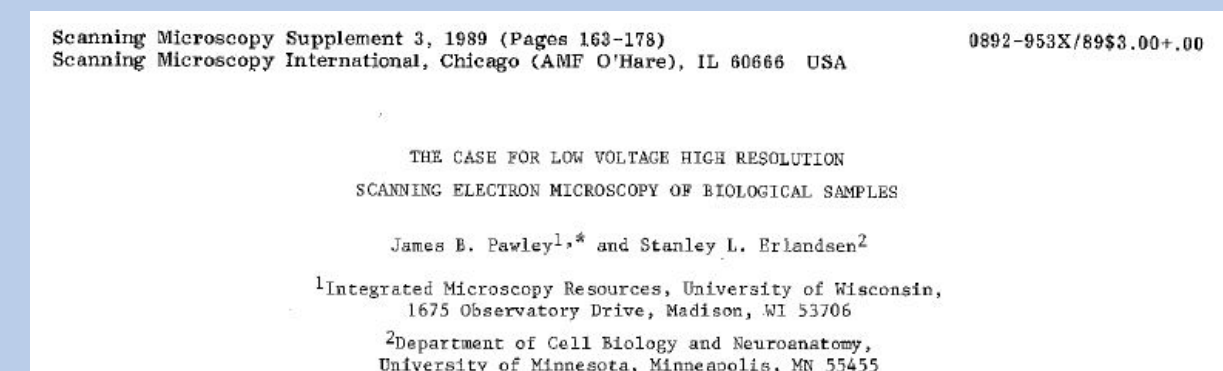 Scanning Microscopy Supplement 3, 1989 (Pages 163-178) 0892-953X/89$3.00+.00
Scanning Microscopy International, Chicago (AMF O'Hare), IL 60666 USA
THE CASE FOR LOW VOLTAGE HIGH RESOLUTION
SCANNING ELECTRON MICROSCOPY OF BIOLOGICAL SAMPLES
James B. Pawley1,* and Stanley L. Erlandsen2
1Integrated Microscopy Resources, University of Wisconsin,
1675 Observatory Drive, Madison, WI 53706
2Department of Cell Biology and Neuroanatomy,
University of Minnesota, Minneapolis, MN 55455